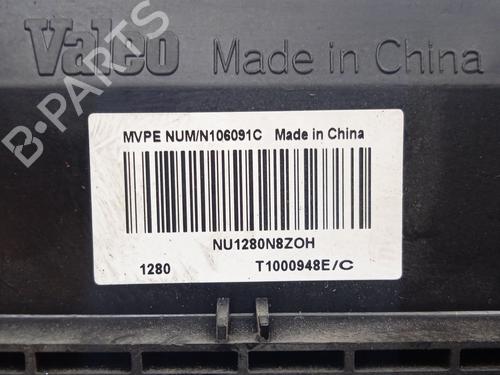 Valeo Made in China
MVPE NUM/N106091C Made in China
NU1280N8ZOH
1280 T1000948E/C
B-PARTS